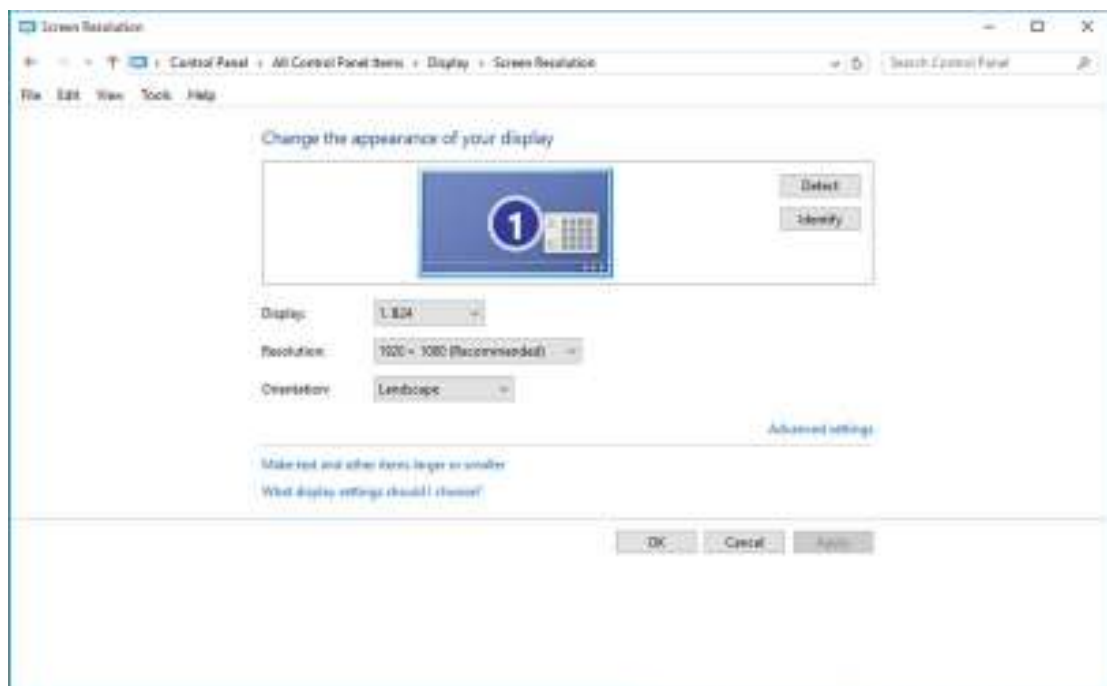 Screen Resolution
Control Panel › All Control Panel Items › Display › Screen Resolution
Search Control Panel
File Edit View Tools Help
Change the appearance of your display
1
Detect
Identify
Display:
Resolution: 1920 × 1080 (Recommended)
Orientation: Landscape
Advanced settings
Make text and other items larger or smaller
What display settings should I choose?
OK Cancel Apply